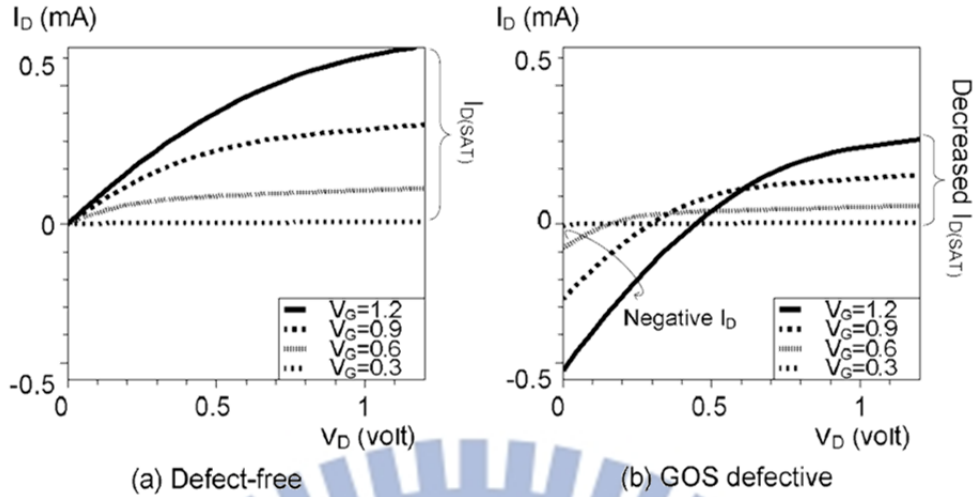 I_D (mA)
0.5
0
-0.5
0
0.5
1
V_D (volt)
I_D(SAT)
V_G=1.2
V_G=0.9
V_G=0.6
V_G=0.3
(a) Defect-free
I_D (mA)
0.5
0
-0.5
0
0.5
1
V_D (volt)
Decreased I_D(SAT)
Negative I_D
V_G=1.2
V_G=0.9
V_G=0.6
V_G=0.3
(b) GOS defective